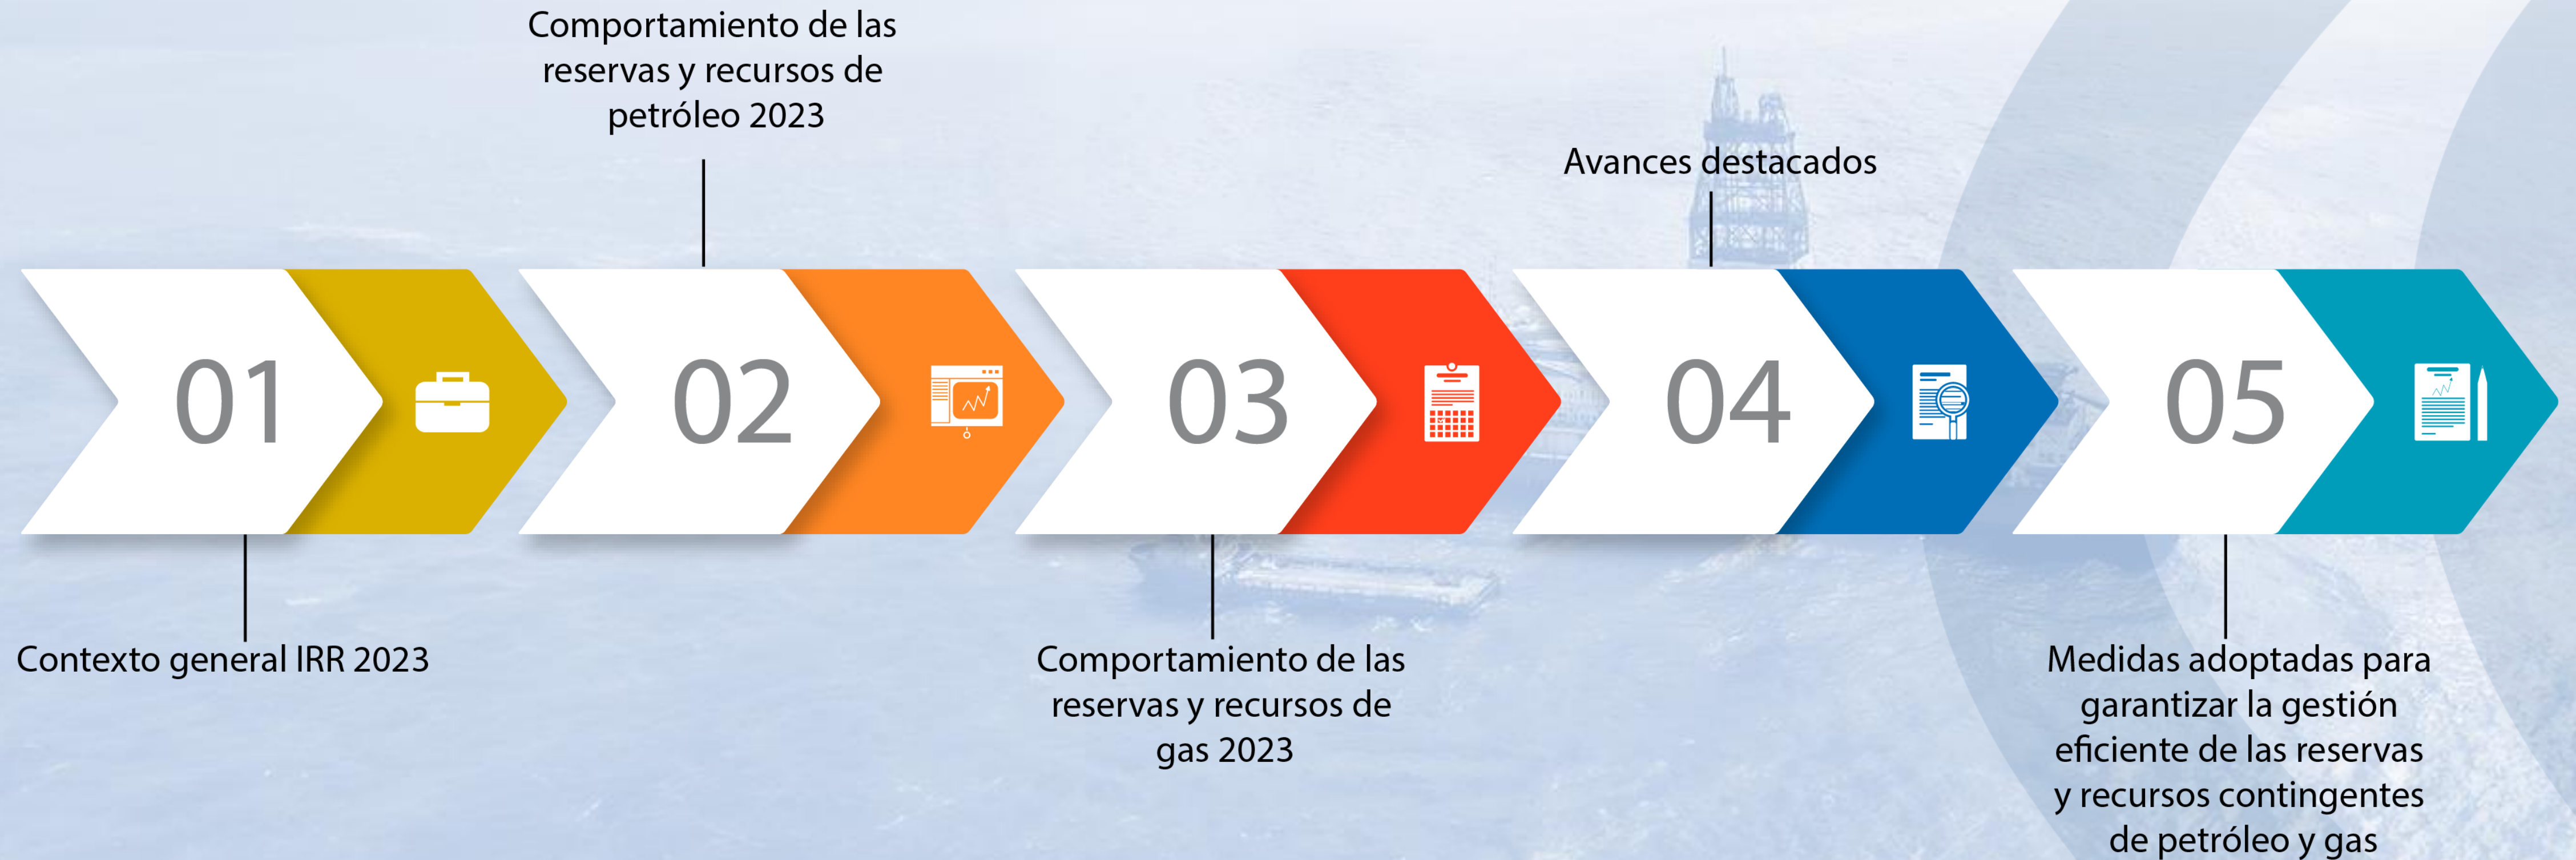 01
Contexto general IRR 2023
02
Comportamiento de las
reservas y recursos de
petróleo 2023
03
Comportamiento de las
reservas y recursos de
gas 2023
04
Avances destacados
05
Medidas adoptadas para
garantizar la gestión
eficiente de las reservas
y recursos contingentes
de petróleo y gas